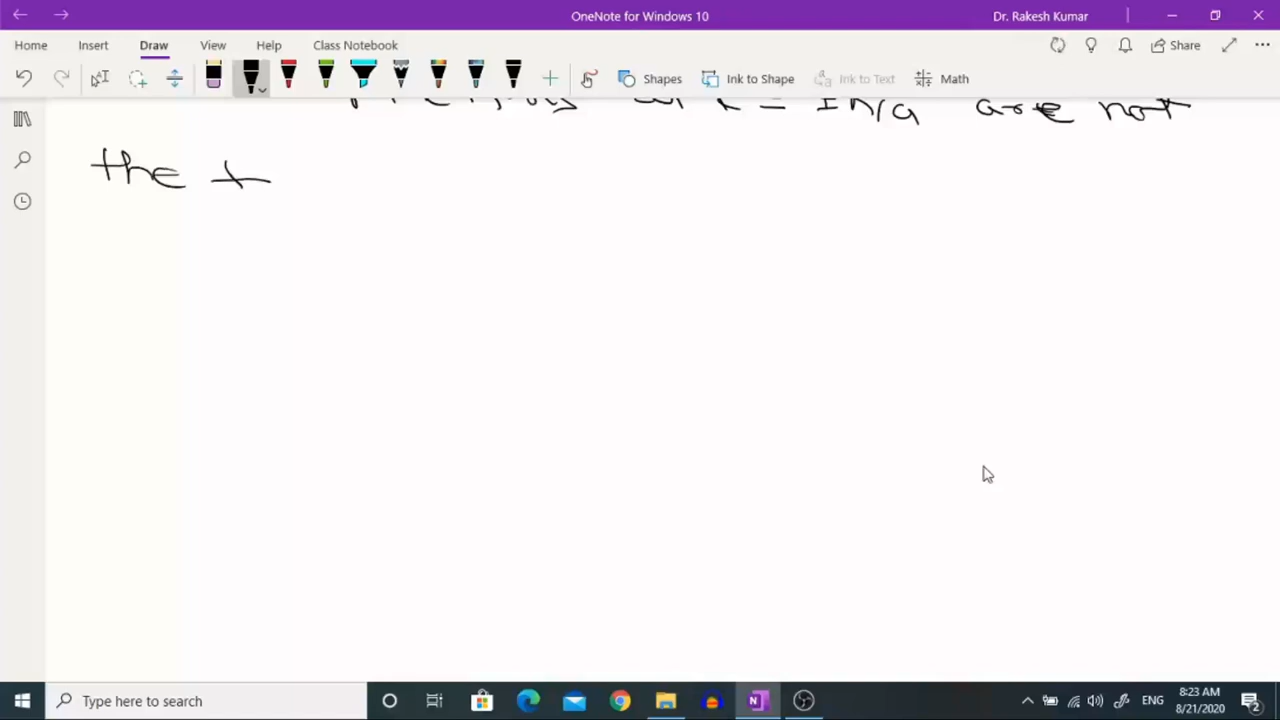 OneNote for Windows 10
Dr. Rakesh Kumar
Home Insert Draw View Help Class Notebook
Share
Shapes Ink to Shape Ink to Text Math
are not
the
Type here to search
ENG
8:23 AM
8/21/2020
2